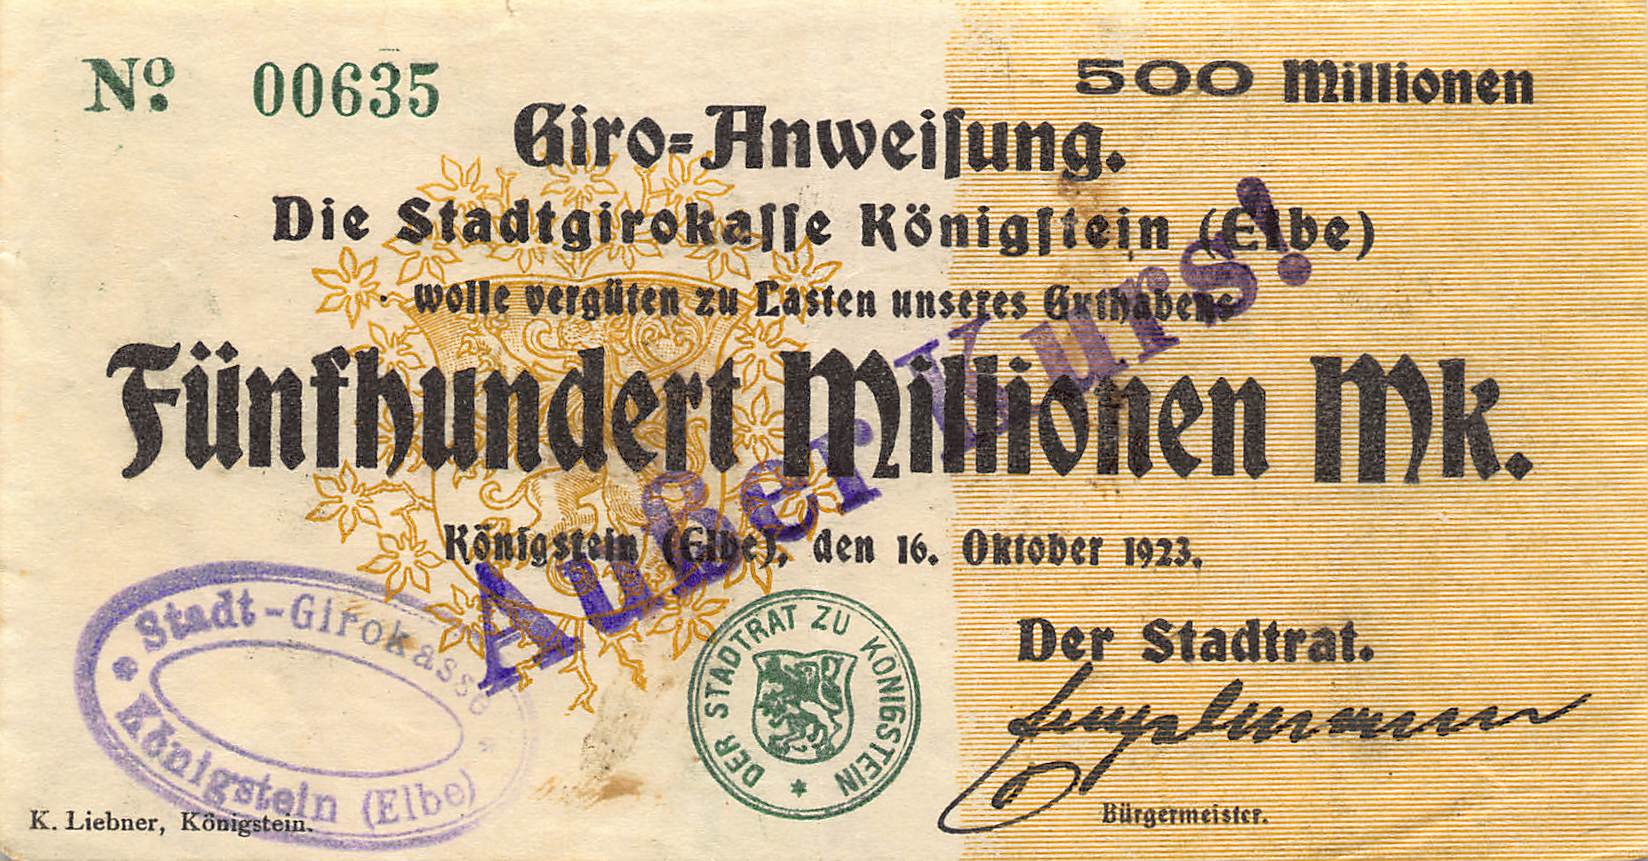 Nº 00635
500 Millionen
Giro-Anweiſung.
Die Stadtgirokaſſe Königſtein (Elbe)
wolle vergüten zu Lasten unseres Guthabens
Fünfhundert Millionen Mk.
Außer Kurs!
Königstein (Elbe), den 16. Oktober 1923.
Stadt-Girokasse
Königstein (Elbe)
DER STADTRAT ZU KÖNIGSTEIN
Der Stadtrat.
Bürgermeister.
K. Liebner, Königstein.